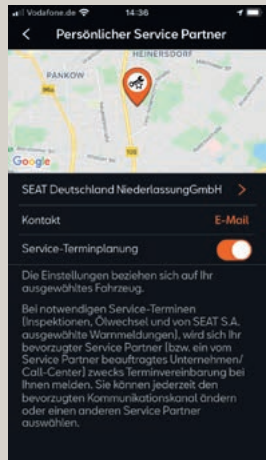 Vodafone.de 14:36
Persönlicher Service Partner
HEINERSDORF
PANKOW
109
Google
SEAT Deutschland NiederlassungGmbH
Kontakt E-Mail
Service-Terminplanung
Die Einstellungen beziehen sich auf Ihr
ausgewähltes Fahrzeug.
Bei notwendigen Service-Terminen
(Inspektionen, Ölwechsel und von SEAT S.A.
ausgewählte Warnmeldungen), wird sich Ihr
bevorzugter Service Partner (bzw. ein vom
Service Partner beauftragtes Unternehmen/
Call-Center) zwecks Terminvereinbarung bei
Ihnen melden. Sie können jederzeit den
bevorzugten Kommunikationskanal ändern
oder einen anderen Service Partner
auswählen.